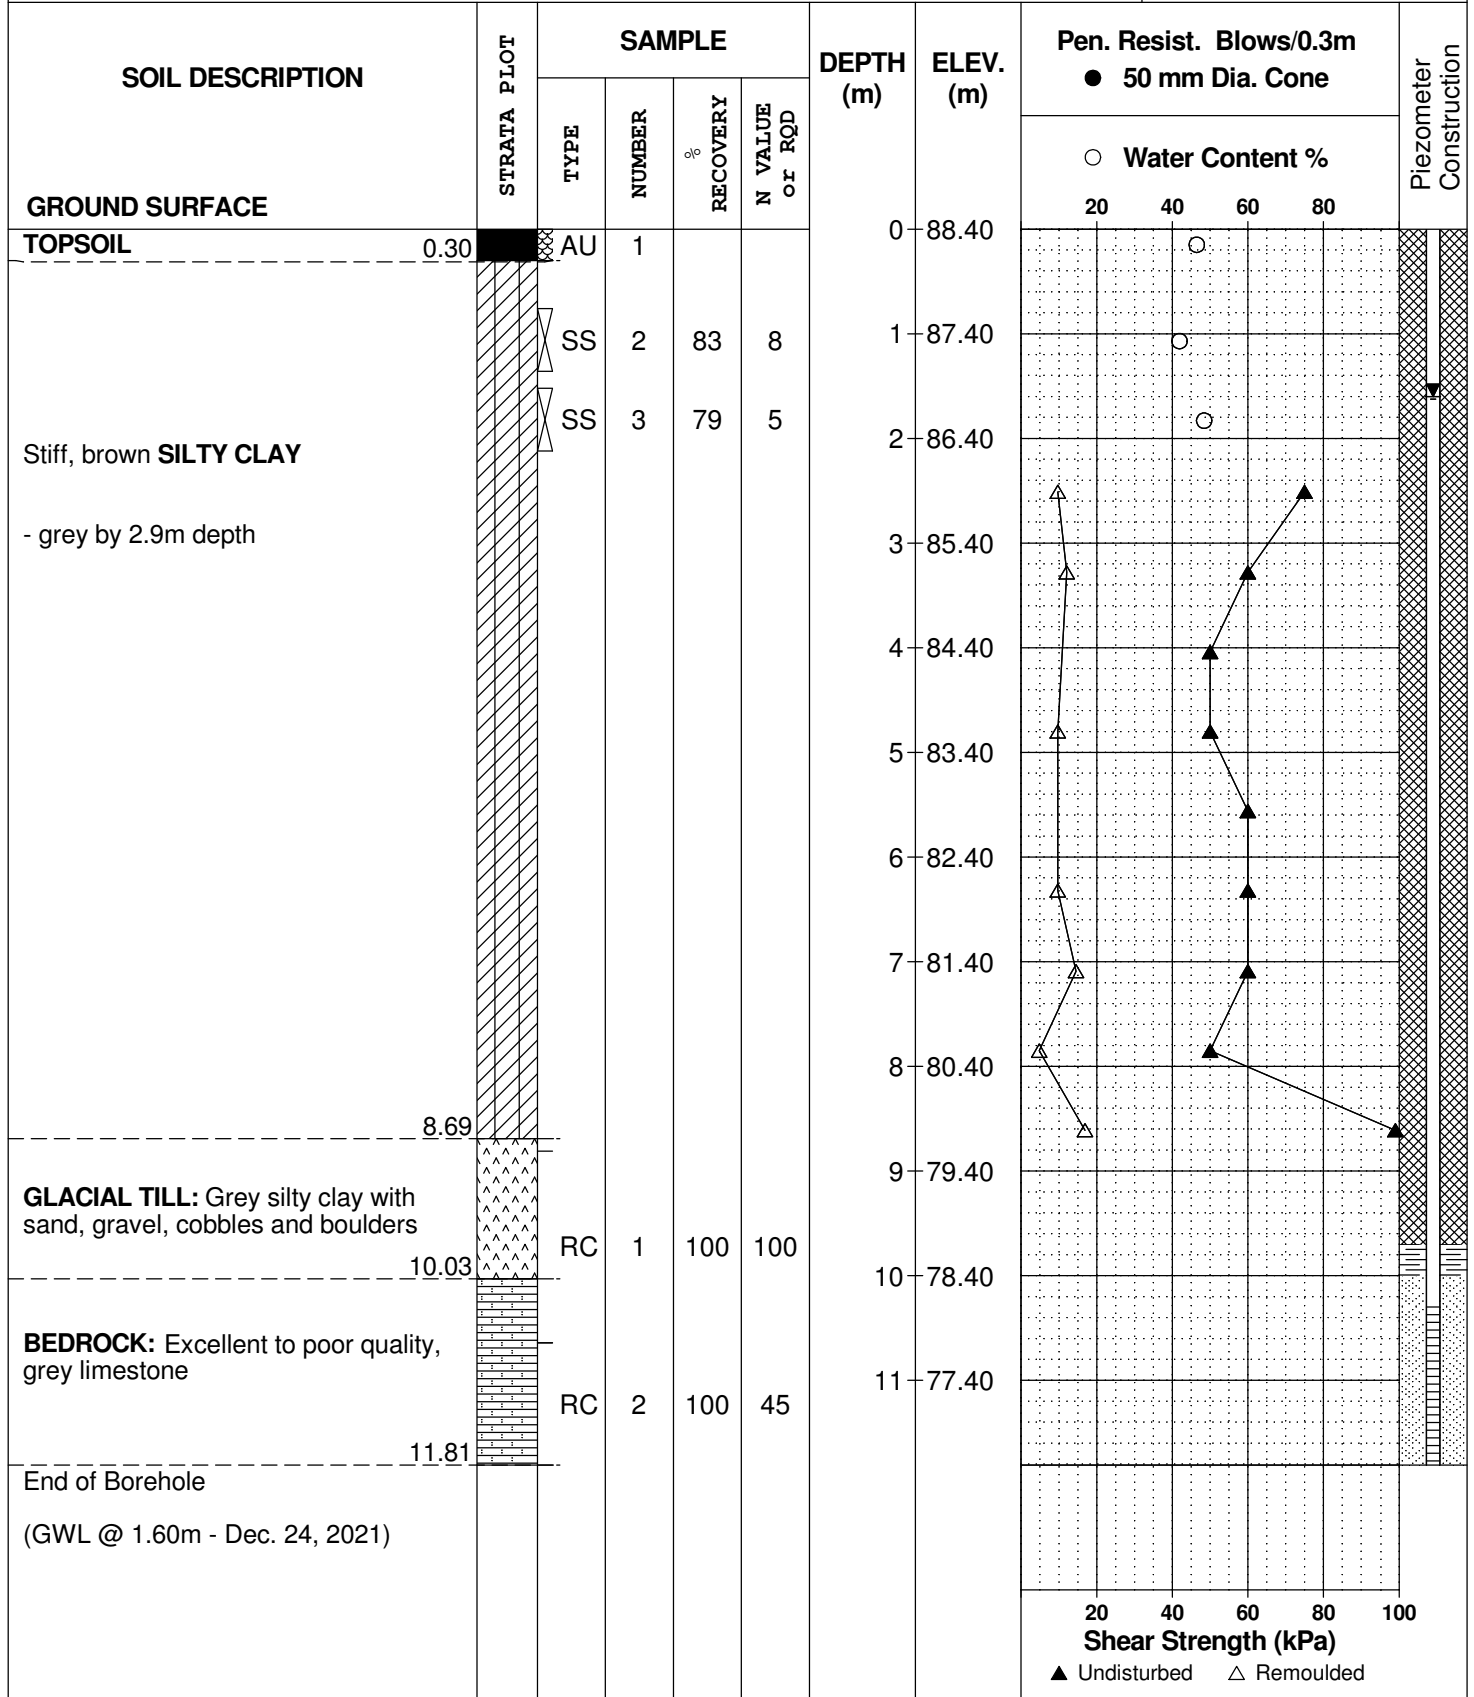 SOIL DESCRIPTION
GROUND SURFACE
STRATA PLOT
SAMPLE
TYPE
NUMBER
% RECOVERY
N VALUE or RQD
DEPTH (m)
ELEV. (m)
Pen. Resist. Blows/0.3m
● 50 mm Dia. Cone
○ Water Content %
20 40 60 80
Piezometer Construction
TOPSOIL 0.30 AU 1
0 88.40
SS 2 83 8
1 87.40
SS 3 79 5
2 86.40
Stiff, brown SILTY CLAY
- grey by 2.9m depth
3 85.40
4 84.40
5 83.40
6 82.40
7 81.40
8 80.40
8.69
9 79.40
GLACIAL TILL: Grey silty clay with
sand, gravel, cobbles and boulders
RC 1 100 100
10.03
10 78.40
BEDROCK: Excellent to poor quality,
grey limestone
11 77.40
RC 2 100 45
11.81
End of Borehole
(GWL @ 1.60m - Dec. 24, 2021)
20 40 60 80 100
Shear Strength (kPa)
▲ Undisturbed △ Remoulded